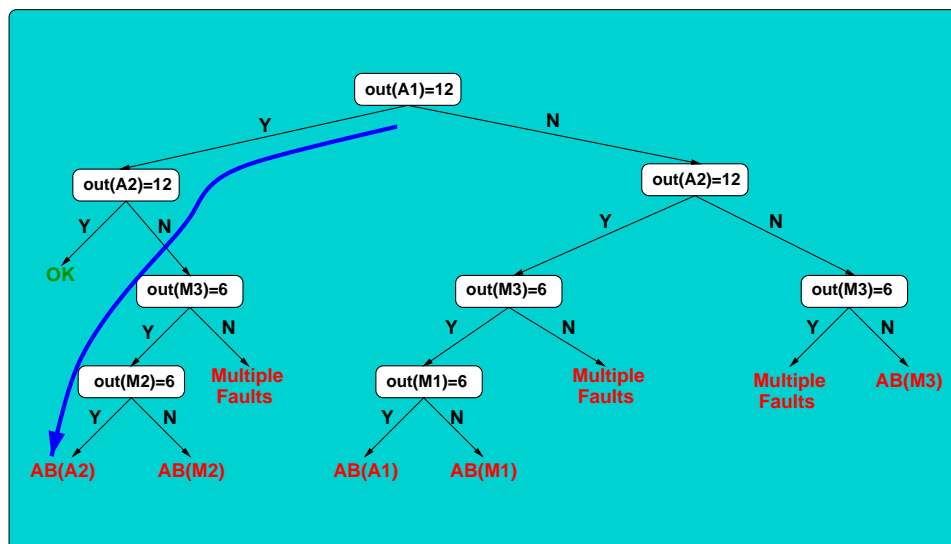 out(A1)=12
Y
N
out(A2)=12
out(A2)=12
Y
N
Y
N
OK
out(M3)=6
out(M3)=6
out(M3)=6
Y
N
Y
N
Y
N
out(M2)=6
Multiple
Faults
out(M1)=6
Multiple
Faults
Multiple
Faults
AB(M3)
Y
N
Y
N
AB(A2)
AB(M2)
AB(A1)
AB(M1)